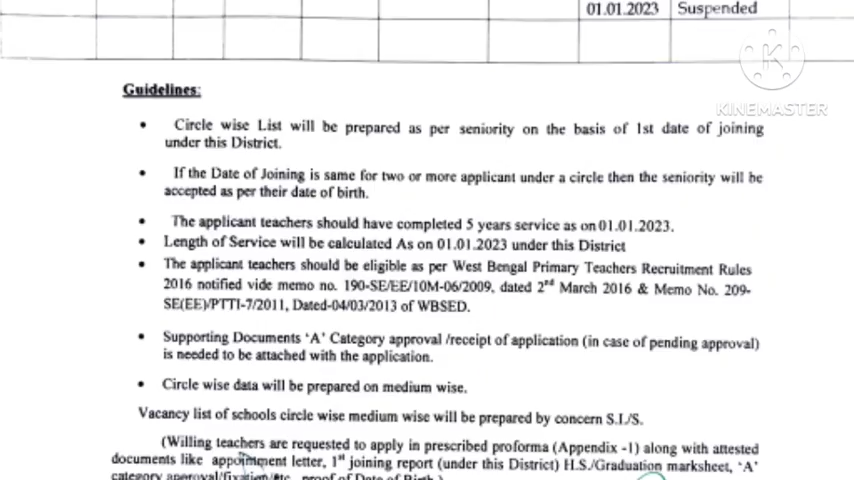 01.01.2023 Suspended
KINEMASTER
Guidelines:
• Circle wise List will be prepared as per seniority on the basis of 1st date of joining
under this District.
• If the Date of Joining is same for two or more applicant under a circle then the seniority will be
accepted as per their date of birth.
• The applicant teachers should have completed 5 years service as on 01.01.2023.
• Length of Service will be calculated As on 01.01.2023 under this District
• The applicant teachers should be eligible as per West Bengal Primary Teachers Recruitment Rules
2016 notified vide memo no. 190-SE/EE/10M-06/2009, dated 2nd March 2016 & Memo No. 209-
SE(EE)/PTTI-7/2011, Dated-04/03/2013 of WBSED.
• Supporting Documents 'A' Category approval /receipt of application (in case of pending approval)
is needed to be attached with the application.
• Circle wise data will be prepared on medium wise.
Vacancy list of schools circle wise medium wise will be prepared by concern S.I./S.
(Willing teachers are requested to apply in prescribed proforma (Appendix -1) along with attested
documents like appointment letter, 1st joining report (under this District) H.S./Graduation marksheet, 'A'
category approval/fixation/etc. proof of Date of Birth.)